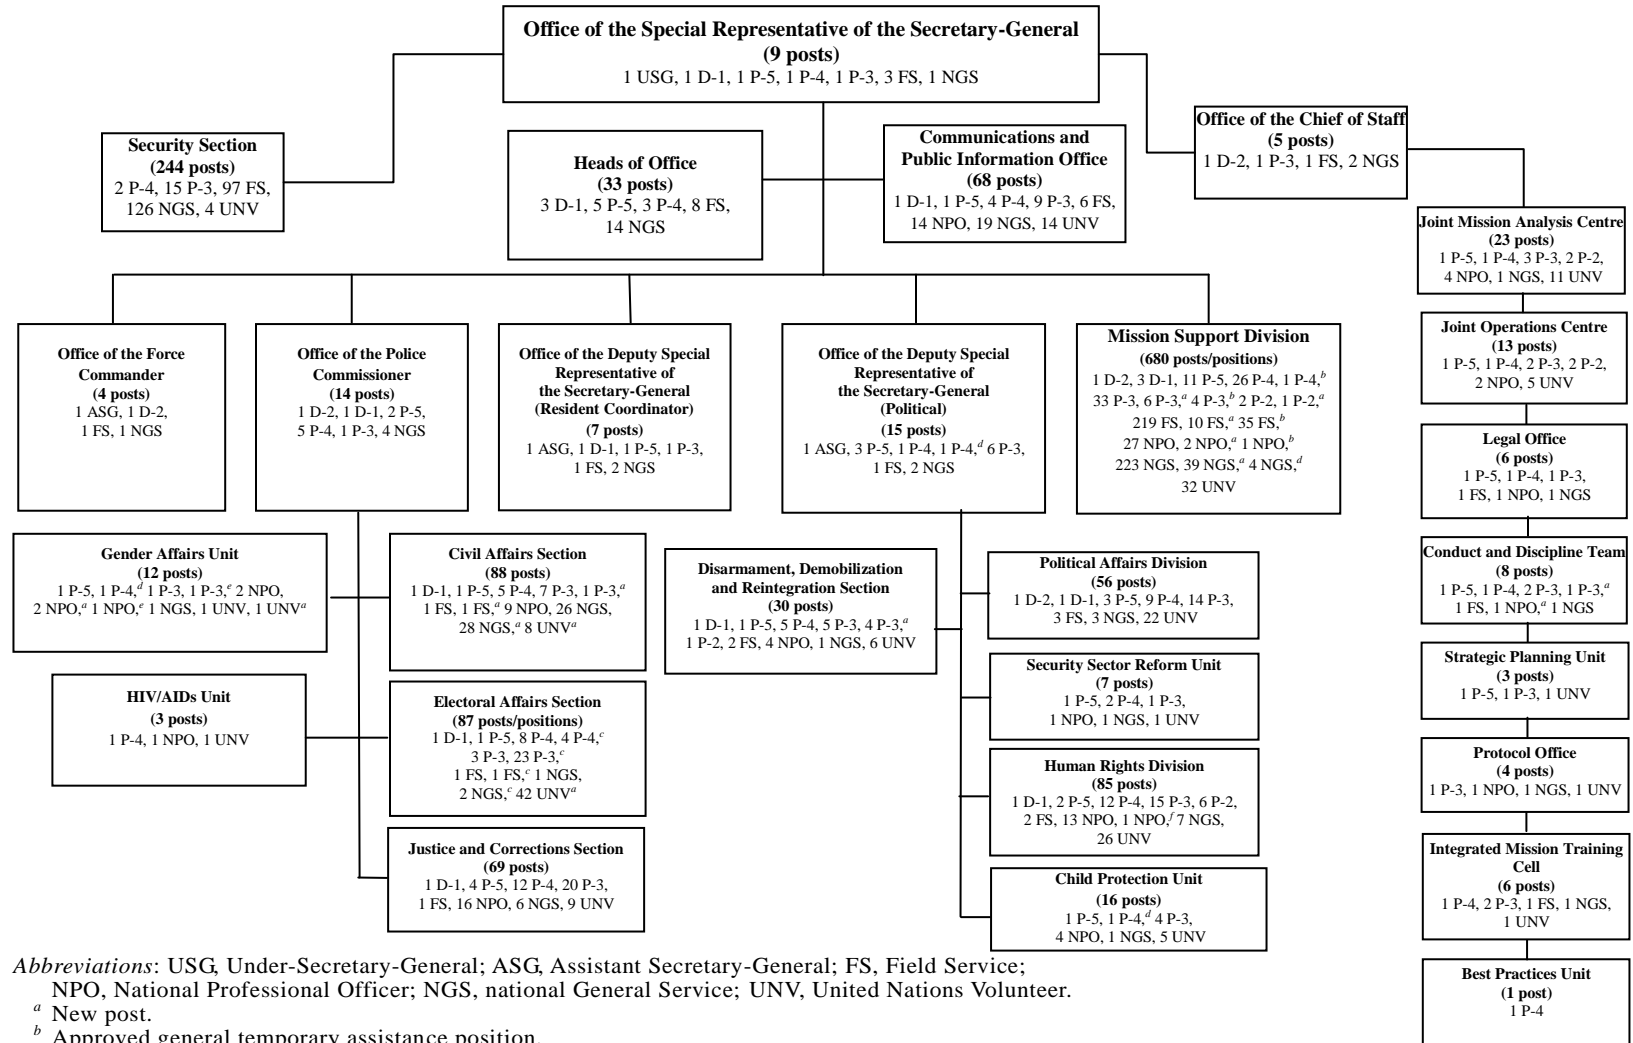 Office of the Special Representative of the Secretary-General
(9 posts)
1 USG, 1 D-1, 1 P-5, 1 P-4, 1 P-3, 3 FS, 1 NGS
Security Section
(244 posts)
2 P-4, 15 P-3, 97 FS,
126 NGS, 4 UNV
Heads of Office
(33 posts)
3 D-1, 5 P-5, 3 P-4, 8 FS,
14 NGS
Communications and
Public Information Office
(68 posts)
1 D-1, 1 P-5, 4 P-4, 9 P-3, 6 FS,
14 NPO, 19 NGS, 14 UNV
Office of the Chief of Staff
(5 posts)
1 D-2, 1 P-3, 1 FS, 2 NGS
Joint Mission Analysis Centre
(23 posts)
1 P-5, 1 P-4, 3 P-3, 2 P-2,
4 NPO, 1 NGS, 11 UNV
Joint Operations Centre
(13 posts)
1 P-5, 1 P-4, 2 P-3, 2 P-2,
2 NPO, 5 UNV
Legal Office
(6 posts)
1 P-5, 1 P-4, 1 P-3,
1 FS, 1 NPO, 1 NGS
Conduct and Discipline Team
(8 posts)
1 P-5, 1 P-4, 2 P-3, 1 P-3,a
1 FS, 1 NPO,a 1 NGS
Strategic Planning Unit
(3 posts)
1 P-5, 1 P-3, 1 UNV
Protocol Office
(4 posts)
1 P-3, 1 NPO, 1 NGS, 1 UNV
Integrated Mission Training
Cell
(6 posts)
1 P-4, 2 P-3, 1 FS, 1 NGS,
1 UNV
Best Practices Unit
(1 post)
1 P-4
Office of the Force
Commander
(4 posts)
1 ASG, 1 D-2,
1 FS, 1 NGS
Office of the Police
Commissioner
(14 posts)
1 D-2, 1 D-1, 2 P-5,
5 P-4, 1 P-3, 4 NGS
Office of the Deputy Special
Representative of
the Secretary-General
(Resident Coordinator)
(7 posts)
1 ASG, 1 D-1, 1 P-5, 1 P-3,
1 FS, 2 NGS
Office of the Deputy Special
Representative of
the Secretary-General
(Political)
(15 posts)
1 ASG, 3 P-5, 1 P-4, 1 P-4,d 6 P-3,
1 FS, 2 NGS
Mission Support Division
(680 posts/positions)
1 D-2, 3 D-1, 11 P-5, 26 P-4, 1 P-4,b
33 P-3, 6 P-3,a 4 P-3,b 2 P-2, 1 P-2,a
219 FS, 10 FS,a 35 FS,b
27 NPO, 2 NPO,a 1 NPO,b
223 NGS, 39 NGS,a 4 NGS,d
32 UNV
Gender Affairs Unit
(12 posts)
1 P-5, 1 P-4,d 1 P-3, 1 P-3,e 2 NPO,
2 NPO,a 1 NPO,e 1 NGS, 1 UNV, 1 UNVa
Civil Affairs Section
(88 posts)
1 D-1, 1 P-5, 5 P-4, 7 P-3, 1 P-3,a
1 FS, 1 FS,a 9 NPO, 26 NGS,
28 NGS,a 8 UNVa
HIV/AIDs Unit
(3 posts)
1 P-4, 1 NPO, 1 UNV
Electoral Affairs Section
(87 posts/positions)
1 D-1, 1 P-5, 8 P-4, 4 P-4,c
3 P-3, 23 P-3,c
1 FS, 1 FS,c 1 NGS,
2 NGS,c 42 UNVa
Justice and Corrections Section
(69 posts)
1 D-1, 4 P-5, 12 P-4, 20 P-3,
1 FS, 16 NPO, 6 NGS, 9 UNV
Disarmament, Demobilization
and Reintegration Section
(30 posts)
1 D-1, 1 P-5, 5 P-4, 5 P-3, 4 P-3,a
1 P-2, 2 FS, 4 NPO, 1 NGS, 6 UNV
Political Affairs Division
(56 posts)
1 D-2, 1 D-1, 3 P-5, 9 P-4, 14 P-3,
3 FS, 3 NGS, 22 UNV
Security Sector Reform Unit
(7 posts)
1 P-5, 2 P-4, 1 P-3,
1 NPO, 1 NGS, 1 UNV
Human Rights Division
(85 posts)
1 D-1, 2 P-5, 12 P-4, 15 P-3, 6 P-2,
2 FS, 13 NPO, 1 NPO,f 7 NGS,
26 UNV
Child Protection Unit
(16 posts)
1 P-5, 1 P-4,d 4 P-3,
4 NPO, 1 NGS, 5 UNV
Abbreviations: USG, Under-Secretary-General; ASG, Assistant Secretary-General; FS, Field Service;
NPO, National Professional Officer; NGS, national General Service; UNV, United Nations Volunteer.
a New post.
b Approved general temporary assistance position.